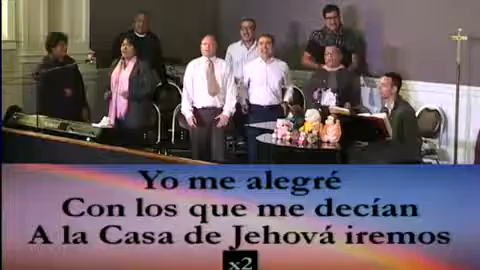 Yo me alegré
Con los que me decían
A la Casa de Jehová iremos
x2